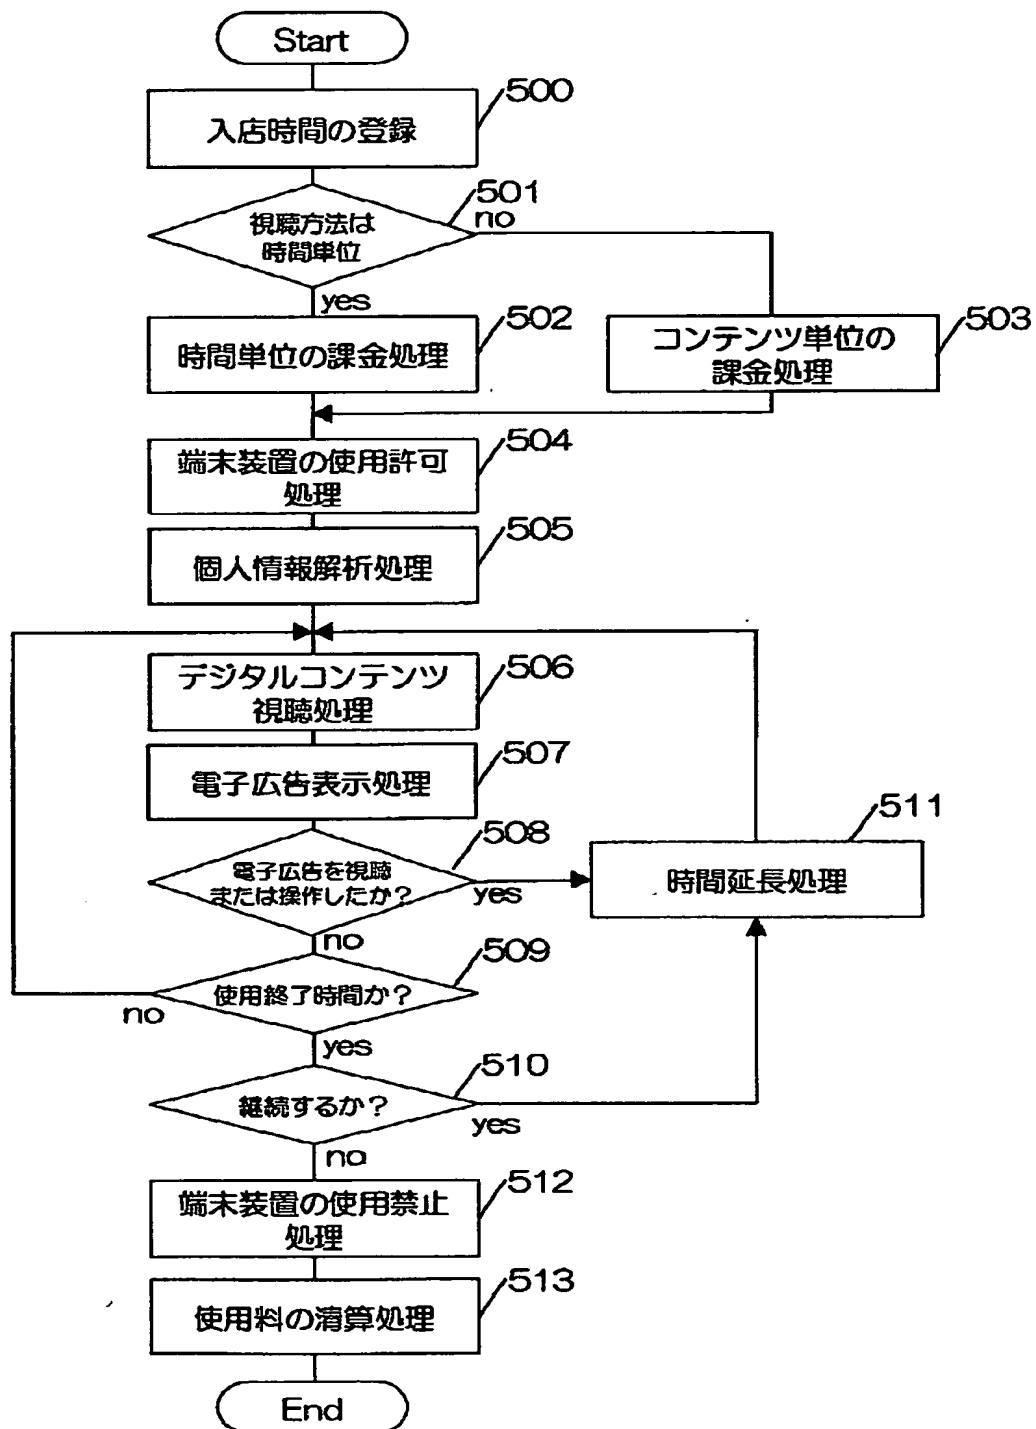 Start
500
入店時間の登録
501
視聴方法は
時間単位
no
yes
502
時間単位の課金処理
503
コンテンツ単位の
課金処理
504
端末装置の使用許可
処理
505
個人情報解析処理
506
デジタルコンテンツ
視聴処理
507
電子広告表示処理
508
電子広告を視聴
または操作したか？
yes
no
511
時間延長処理
509
使用終了時間か？
no
yes
510
継続するか？
yes
no
512
端末装置の使用禁止
処理
513
使用料の清算処理
End